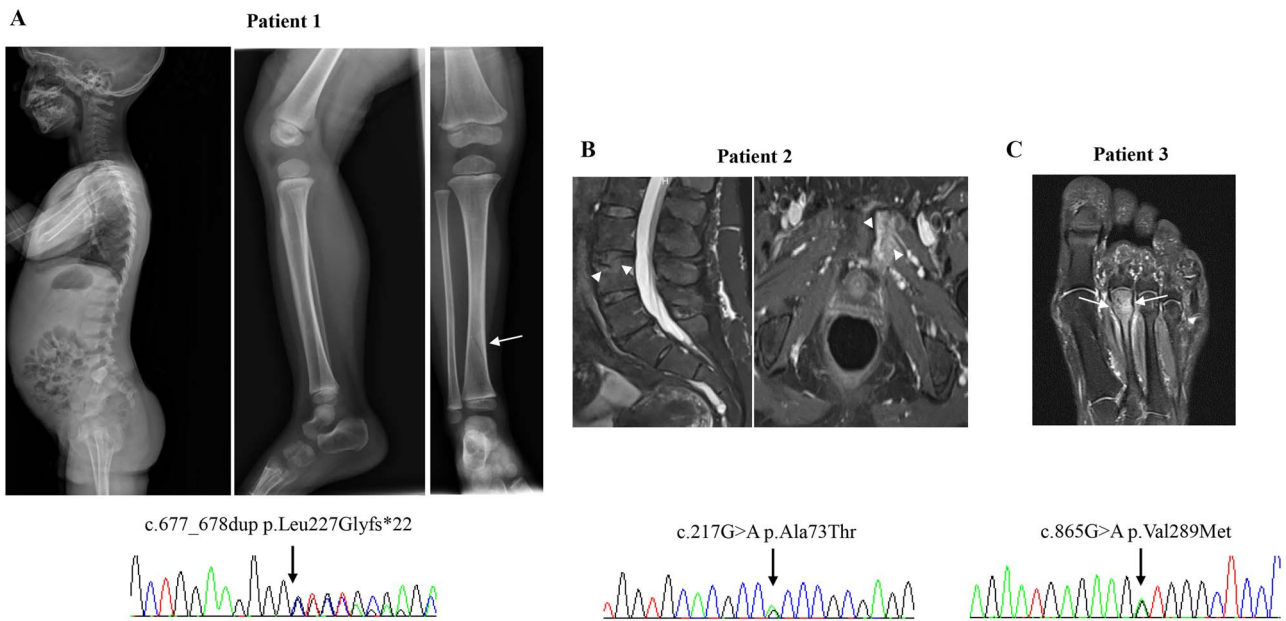 A
Patient 1
B
Patient 2
C
Patient 3
c.677_678dup p.Leu227Glyfs*22
c.217G>A p.Ala73Thr
c.865G>A p.Val289Met